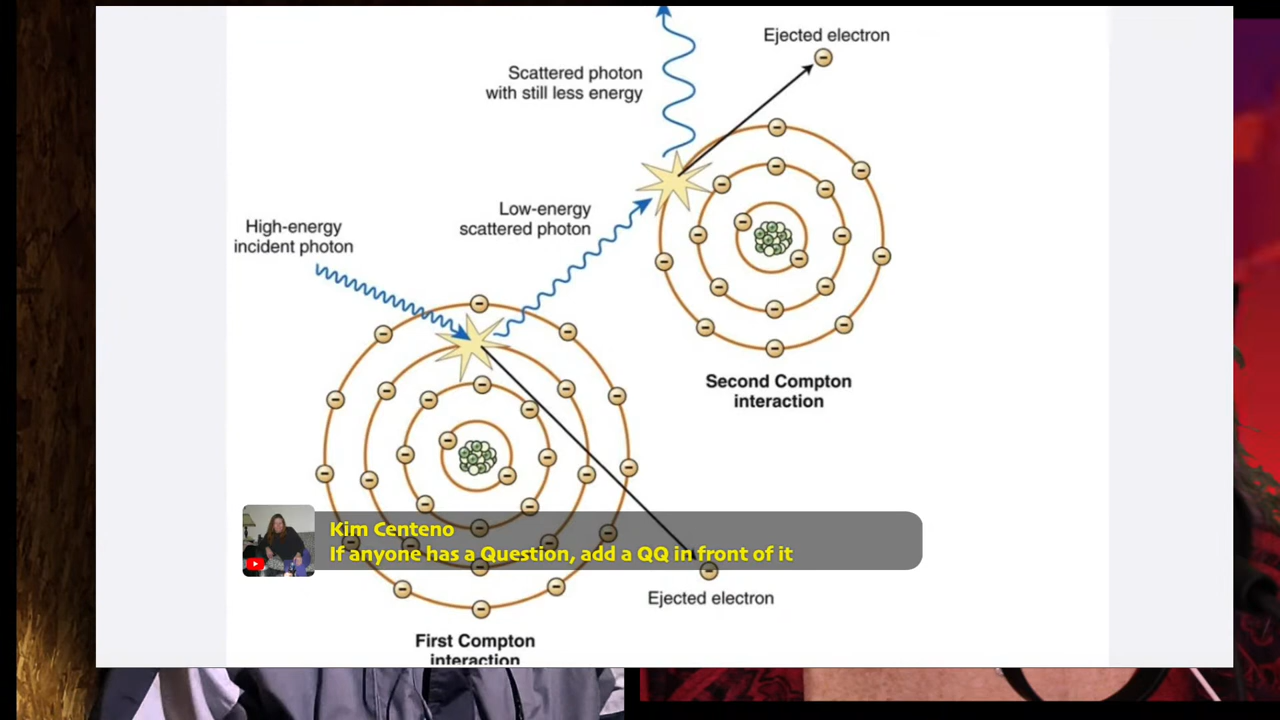 Ejected electron
Scattered photon
with still less energy
Low-energy
scattered photon
High-energy
incident photon
Second Compton
interaction
Kim Centeno
If anyone has a Question, add a QQ in front of it
Ejected electron
First Compton
interaction